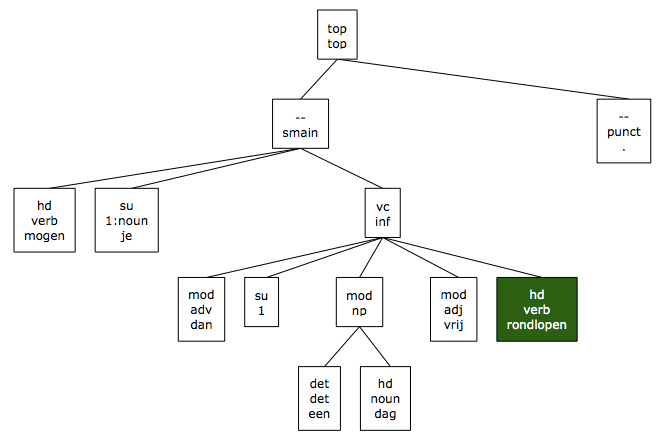 top
top
--
smain
--
punct
.
hd
verb
mogen
su
1:noun
je
vc
inf
mod
adv
dan
su
1
mod
np
mod
adj
vrij
hd
verb
rondlopen
det
det
een
hd
noun
dag